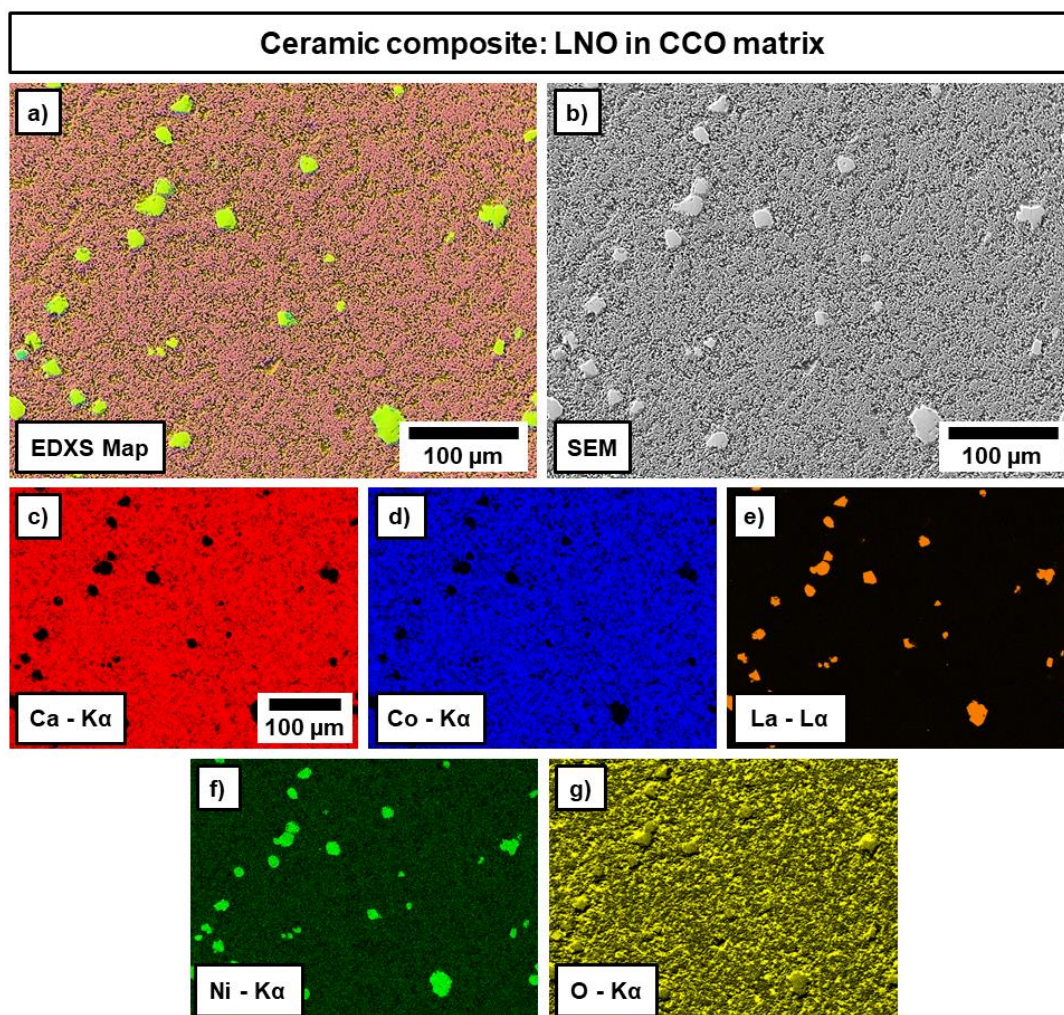 Ceramic composite: LNO in CCO matrix
a)
EDXS Map
100 µm
b)
SEM
100 µm
c)
Ca - Kα
100 µm
d)
Co - Kα
e)
La - Lα
f)
Ni - Kα
g)
O - Kα